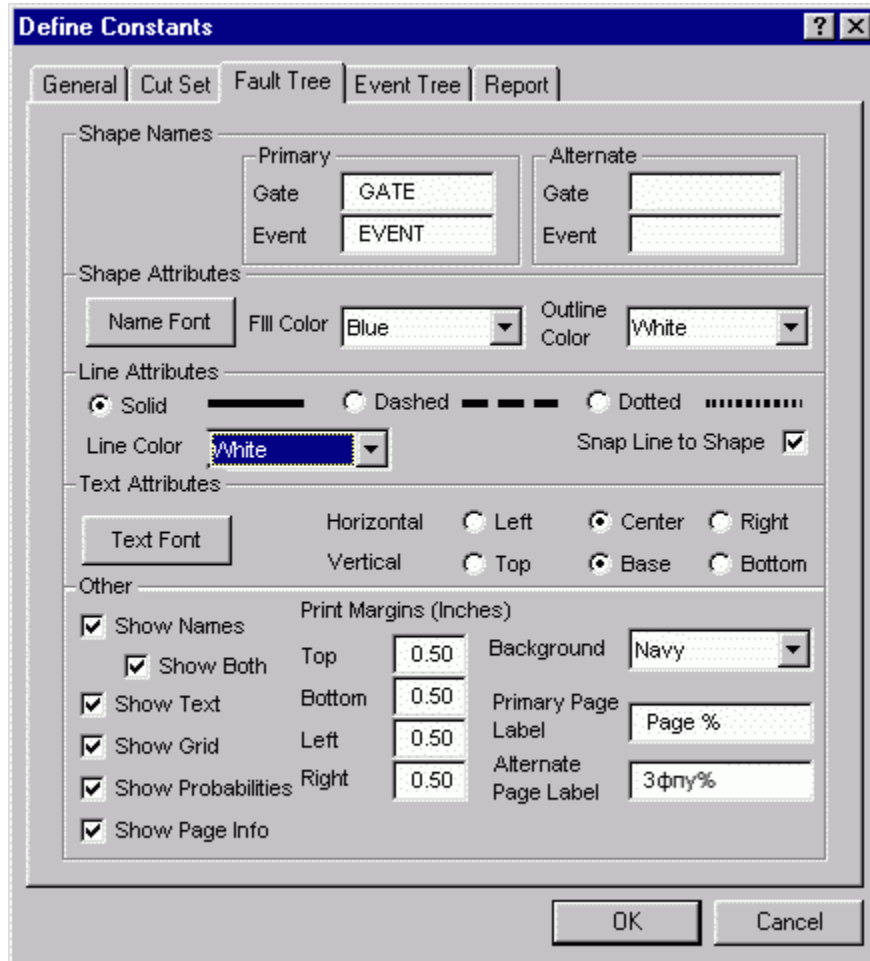 Define Constants
General Cut Set Fault Tree Event Tree Report
Shape Names
Primary
Gate GATE
Event EVENT
Alternate
Gate
Event
Shape Attributes
Name Font
FIll Color Blue
Outline Color White
Line Attributes
Solid Dashed Dotted
Line Color White
Snap Line to Shape
Text Attributes
Text Font
Horizontal Left Center Right
Vertical Top Base Bottom
Other
Show Names
Show Both
Show Text
Show Grid
Show Probabilities
Show Page Info
Print Margins (Inches)
Top 0.50
Bottom 0.50
Left 0.50
Right 0.50
Background Navy
Primary Page
Label Page %
Alternate
Page Label Зфпу%
OK Cancel